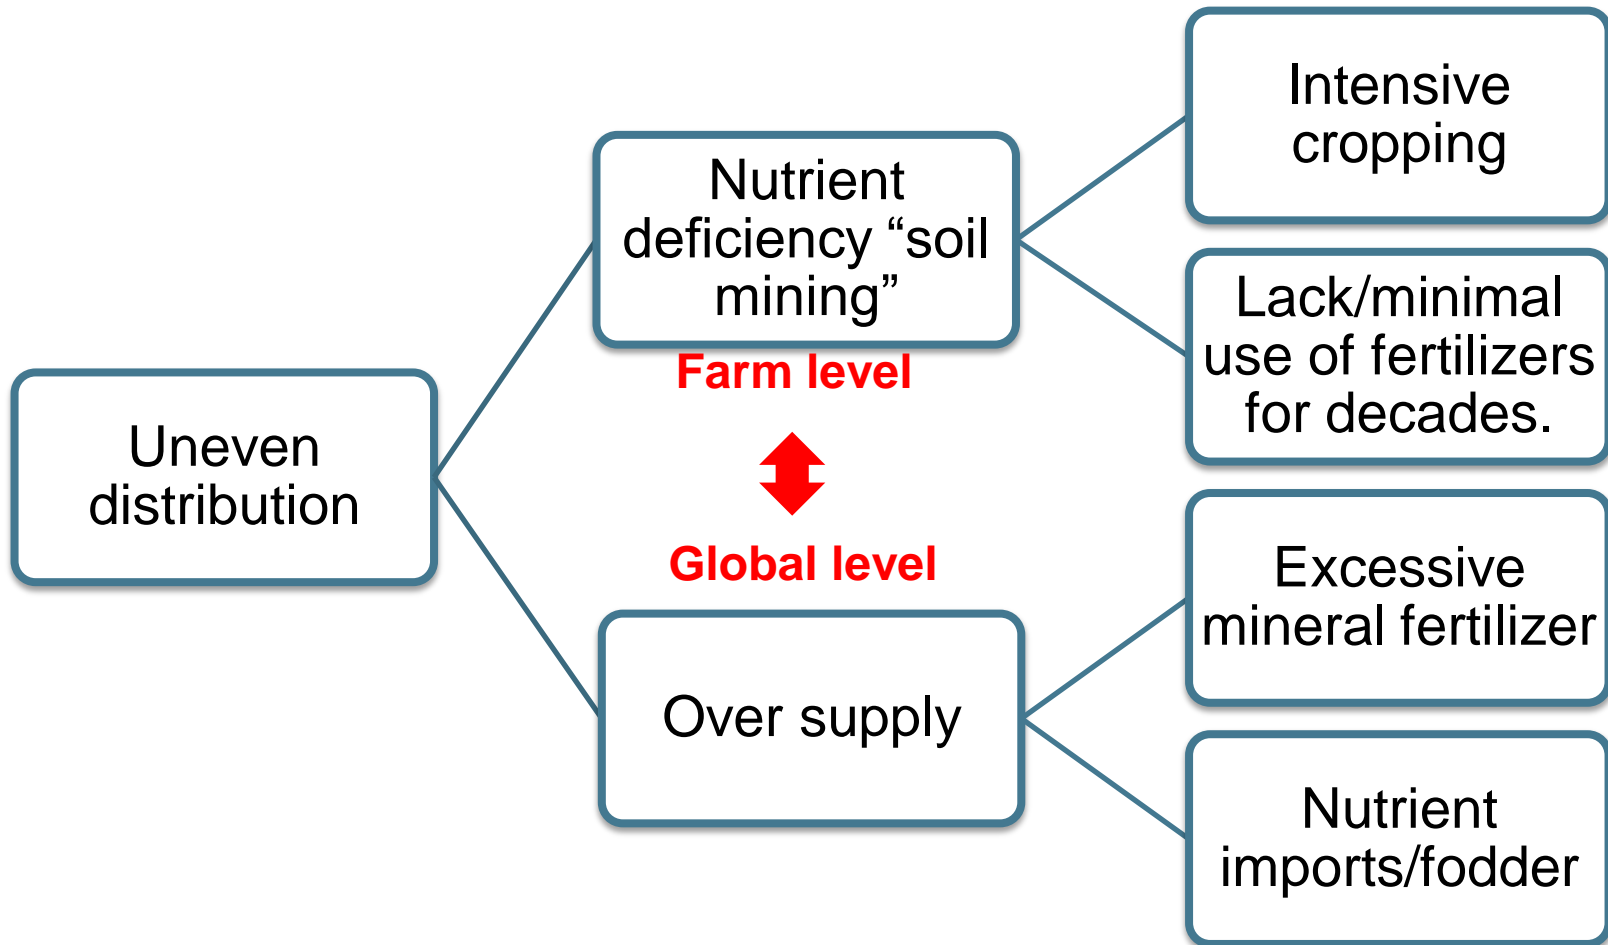 Uneven
distribution
Nutrient
deficiency “soil
mining”
Farm level
Global level
Over supply
Intensive
cropping
Lack/minimal
use of fertilizers
for decades.
Excessive
mineral fertilizer
Nutrient
imports/fodder